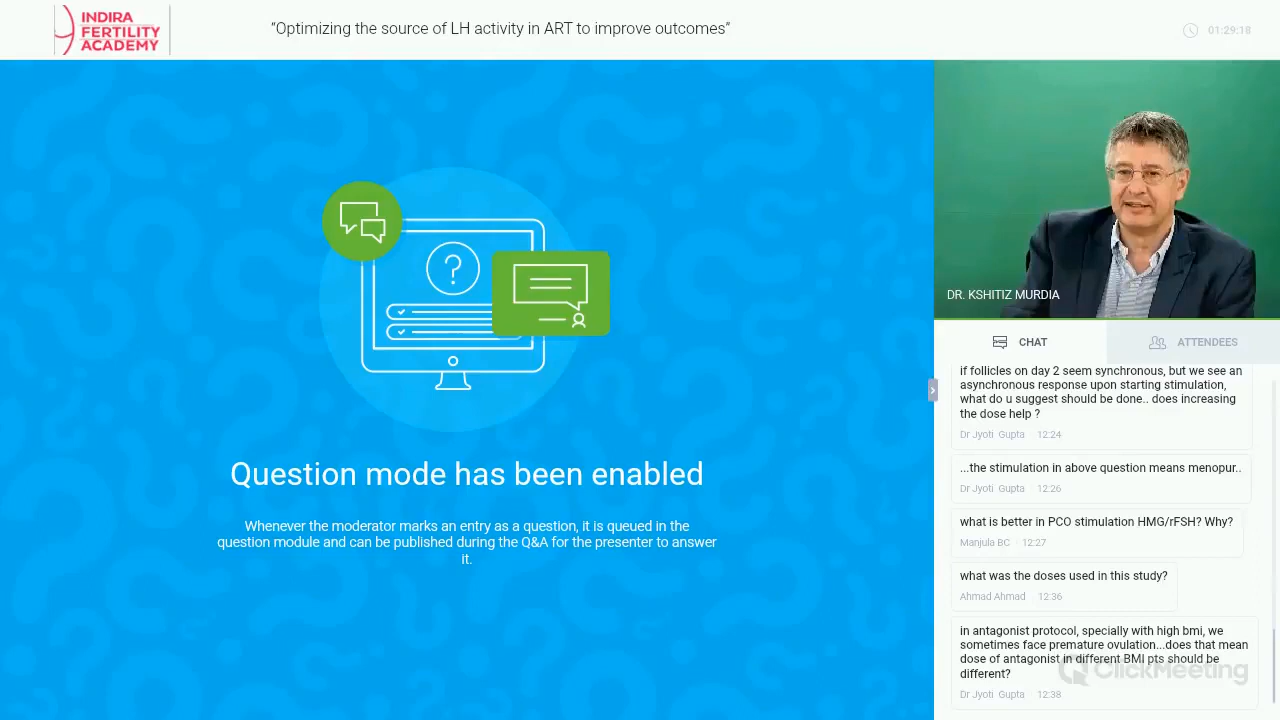 INDIRA
FERTILITY
ACADEMY
“Optimizing the source of LH activity in ART to improve outcomes”
01:29:18
?
Question mode has been enabled
Whenever the moderator marks an entry as a question, it is queued in the
question module and can be published during the Q&A for the presenter to answer
it.
DR. KSHITIZ MURDIA
CHAT
ATTENDEES
if follicles on day 2 seem synchronous, but we see an
asynchronous response upon starting stimulation,
what do u suggest should be done.. does increasing
the dose help ?
Dr Jyoti Gupta 12:24
...the stimulation in above question means menopur..
Dr Jyoti Gupta 12:26
what is better in PCO stimulation HMG/rFSH? Why?
Manjula BC 12:27
what was the doses used in this study?
Ahmad Ahmad 12:36
in antagonist protocol, specially with high bmi, we
sometimes face premature ovulation...does that mean
dose of antagonist in different BMI pts should be
different?
ClickMeeting
Dr Jyoti Gupta 12:38